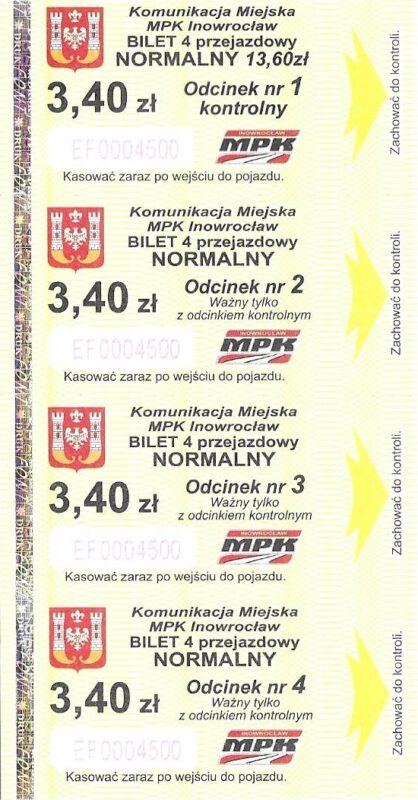 Komunikacja Miejska
MPK Inowrocław
BILET 4 przejazdowy
NORMALNY 13,60zł
3,40 zł
Odcinek nr 1
kontrolny
EF0004500
INOWROCŁAW
MPK
Kasować zaraz po wejściu do pojazdu.
Zachować do kontroli.
Komunikacja Miejska
MPK Inowrocław
BILET 4 przejazdowy
NORMALNY
3,40 zł
Odcinek nr 2
Ważny tylko
z odcinkiem kontrolnym
EF0004500
INOWROCŁAW
MPK
Kasować zaraz po wejściu do pojazdu.
Zachować do kontroli.
Komunikacja Miejska
MPK Inowrocław
BILET 4 przejazdowy
NORMALNY
3,40 zł
Odcinek nr 3
Ważny tylko
z odcinkiem kontrolnym
EF0004500
INOWROCŁAW
MPK
Kasować zaraz po wejściu do pojazdu.
Zachować do kontroli.
Komunikacja Miejska
MPK Inowrocław
BILET 4 przejazdowy
NORMALNY
3,40 zł
Odcinek nr 4
Ważny tylko
z odcinkiem kontrolnym
EF0004500
INOWROCŁAW
MPK
Kasować zaraz po wejściu do pojazdu.
Zachować do kontroli.